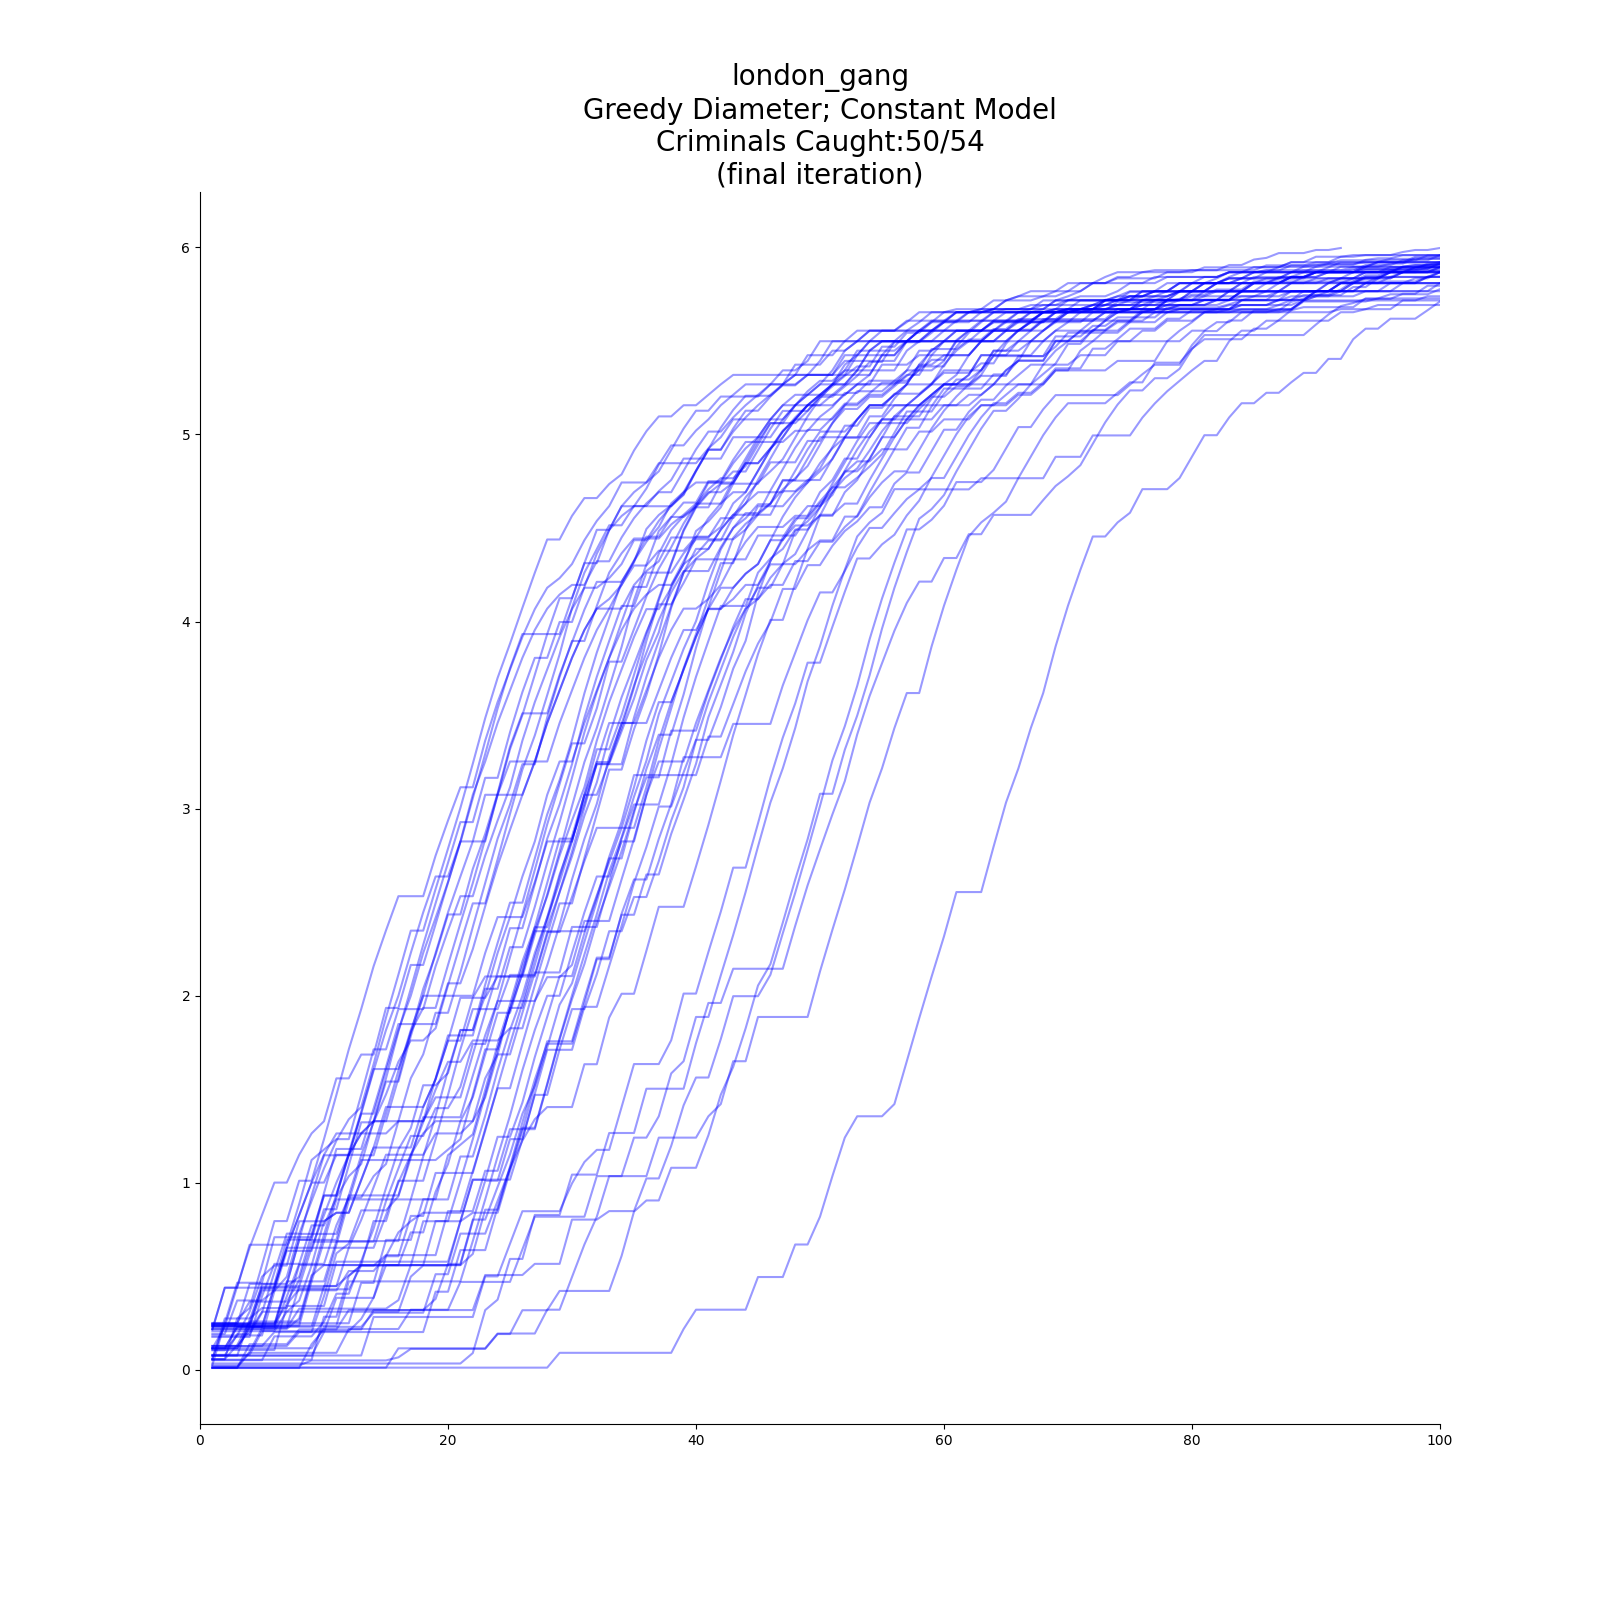 london_gang
Greedy Diameter; Constant Model
Criminals Caught:50/54
(final iteration)
6
5
4
3
2
1
0
0 20 40 60 80 100